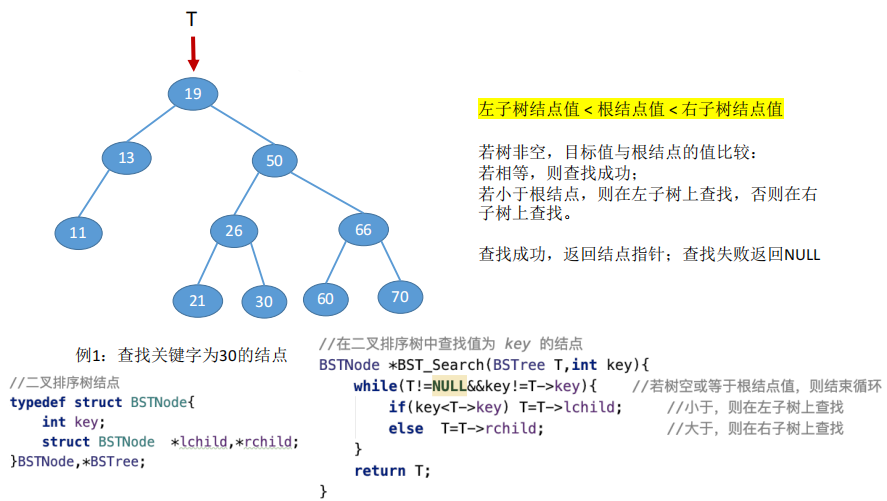 T
19
13
50
11
26
66
21
30
60
70
左子树结点值 < 根结点值 < 右子树结点值
若树非空，目标值与根结点的值比较：
若相等，则查找成功；
若小于根结点，则在左子树上查找，否则在右
子树上查找。
查找成功，返回结点指针；查找失败返回NULL
例1：查找关键字为30的结点
//二叉排序树结点
typedef struct BSTNode{
    int key;
    struct BSTNode  *lchild,*rchild;
}BSTNode,*BSTree;
//在二叉排序树中查找值为 key 的结点
BSTNode *BST_Search(BSTree T,int key){
    while(T!=NULL&&key!=T->key){    //若树空或等于根结点值，则结束循环
        if(key<T->key) T=T->lchild;    //小于，则在左子树上查找
        else  T=T->rchild;    //大于，则在右子树上查找
    }
    return T;
}